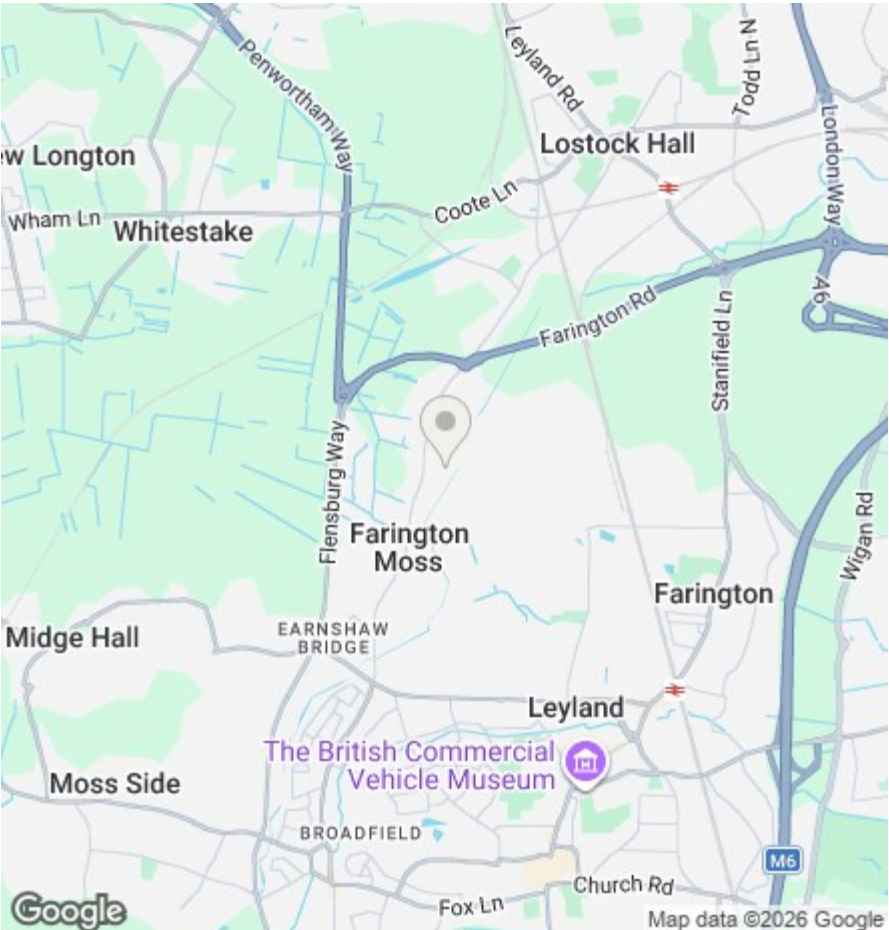 Penwortham Way
Leyland Rd
Todd Ln N
London Way
Lostock Hall
ew Longton
Coote Ln
Wham Ln
Whitestake
A6
Farington Rd
Stanifield Ln
Flensburg Way
Wigan Rd
Farington
Moss
Farington
EARNSHAW
BRIDGE
Midge Hall
Leyland
The British Commercial
Vehicle Museum
Moss Side
BROADFIELD
M6
Church Rd
Fox Ln
Google
Map data ©2026 Google